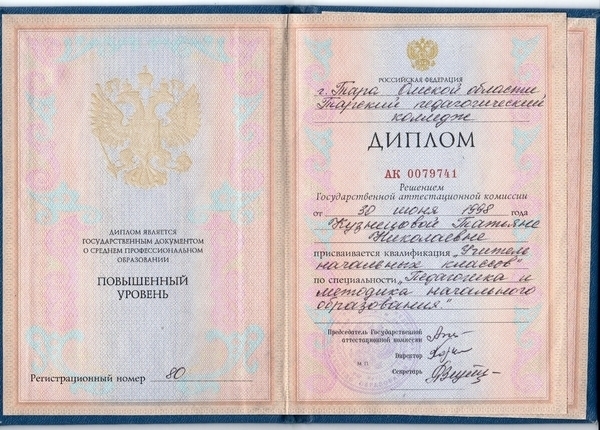 ДИПЛОМ ЯВЛЯЕТСЯ
ГОСУДАРСТВЕННЫМ ДОКУМЕНТОМ
О СРЕДНЕМ ПРОФЕССИОНАЛЬНОМ
ОБРАЗОВАНИИ
ПОВЫШЕННЫЙ
УРОВЕНЬ
Регистрационный номер 80
РОССИЙСКАЯ ФЕДЕРАЦИЯ
г. Тара Омской области
Тарский педагогический
колледж
ДИПЛОМ
АК 0079741
Решением
Государственной аттестационной комиссии
от 30 июня 1998 года
Кузнецовой Татьяне
Николаевне
присваивается квалификация "Учитель
начальных классов"
по специальности "Педагогика и
методика начального
образования"
Председатель Государственной
аттестационной комиссии
Директор
М.П.
Секретарь